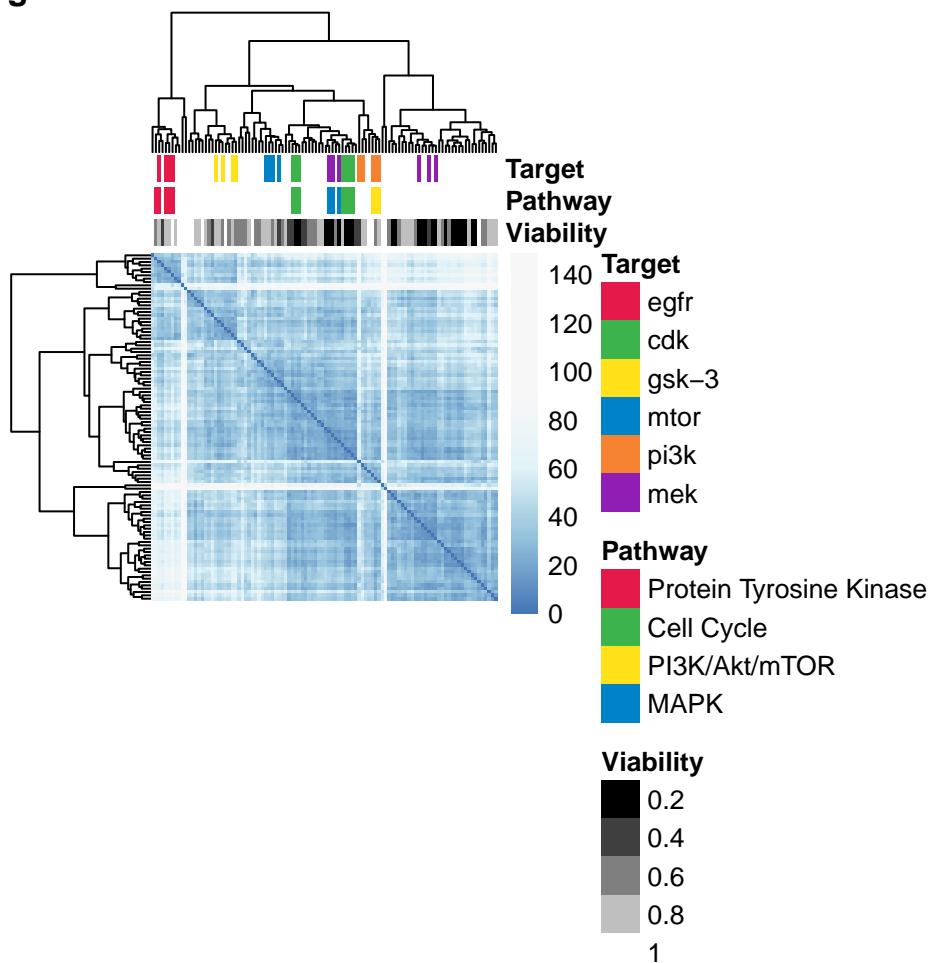 g
Target
Pathway
Viability
140
120
100
80
60
40
20
0
Target
egfr
cdk
gsk−3
mtor
pi3k
mek
Pathway
Protein Tyrosine Kinase
Cell Cycle
PI3K/Akt/mTOR
MAPK
Viability
0.2
0.4
0.6
0.8
1